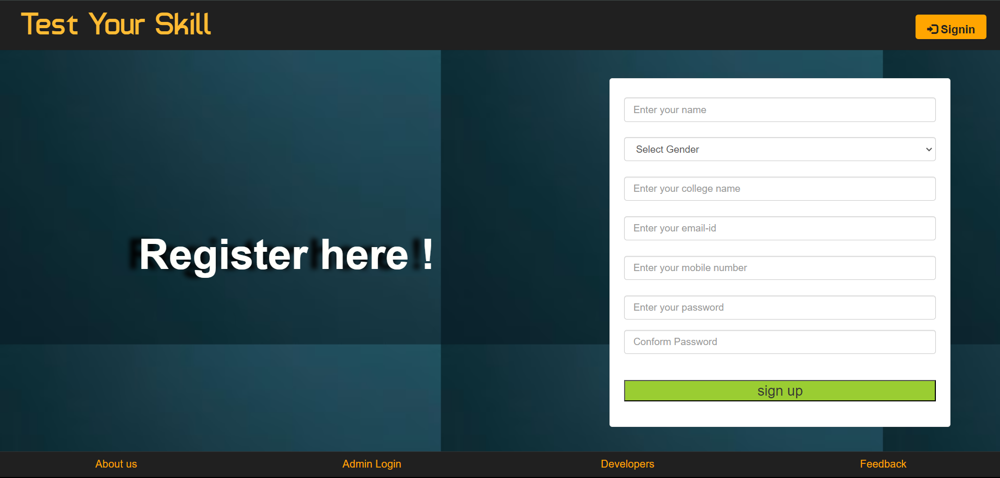 Test Your Skill
Signin
Register here !
Enter your name
Select Gender
Enter your college name
Enter your email-id
Enter your mobile number
Enter your password
Conform Password
sign up
About us
Admin Login
Developers
Feedback